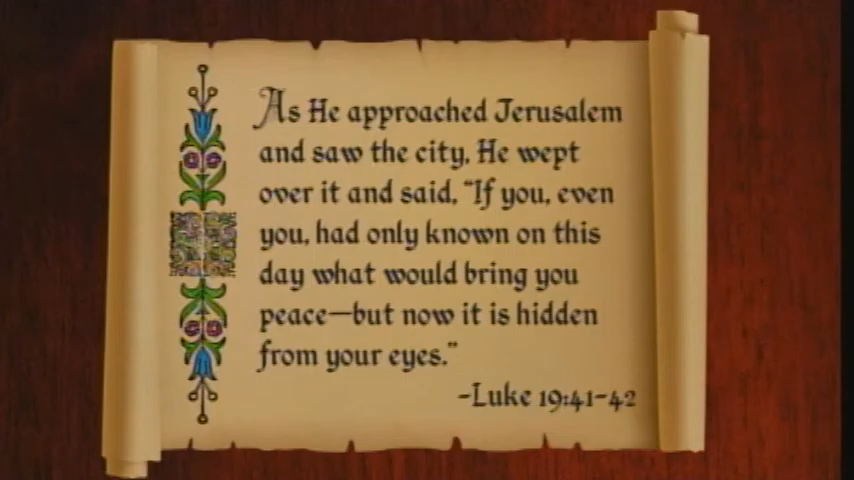 As He approached Jerusalem
and saw the city, He wept
over it and said, “If you, even
you, had only known on this
day what would bring you
peace—but now it is hidden
from your eyes.”
-Luke 19:41-42